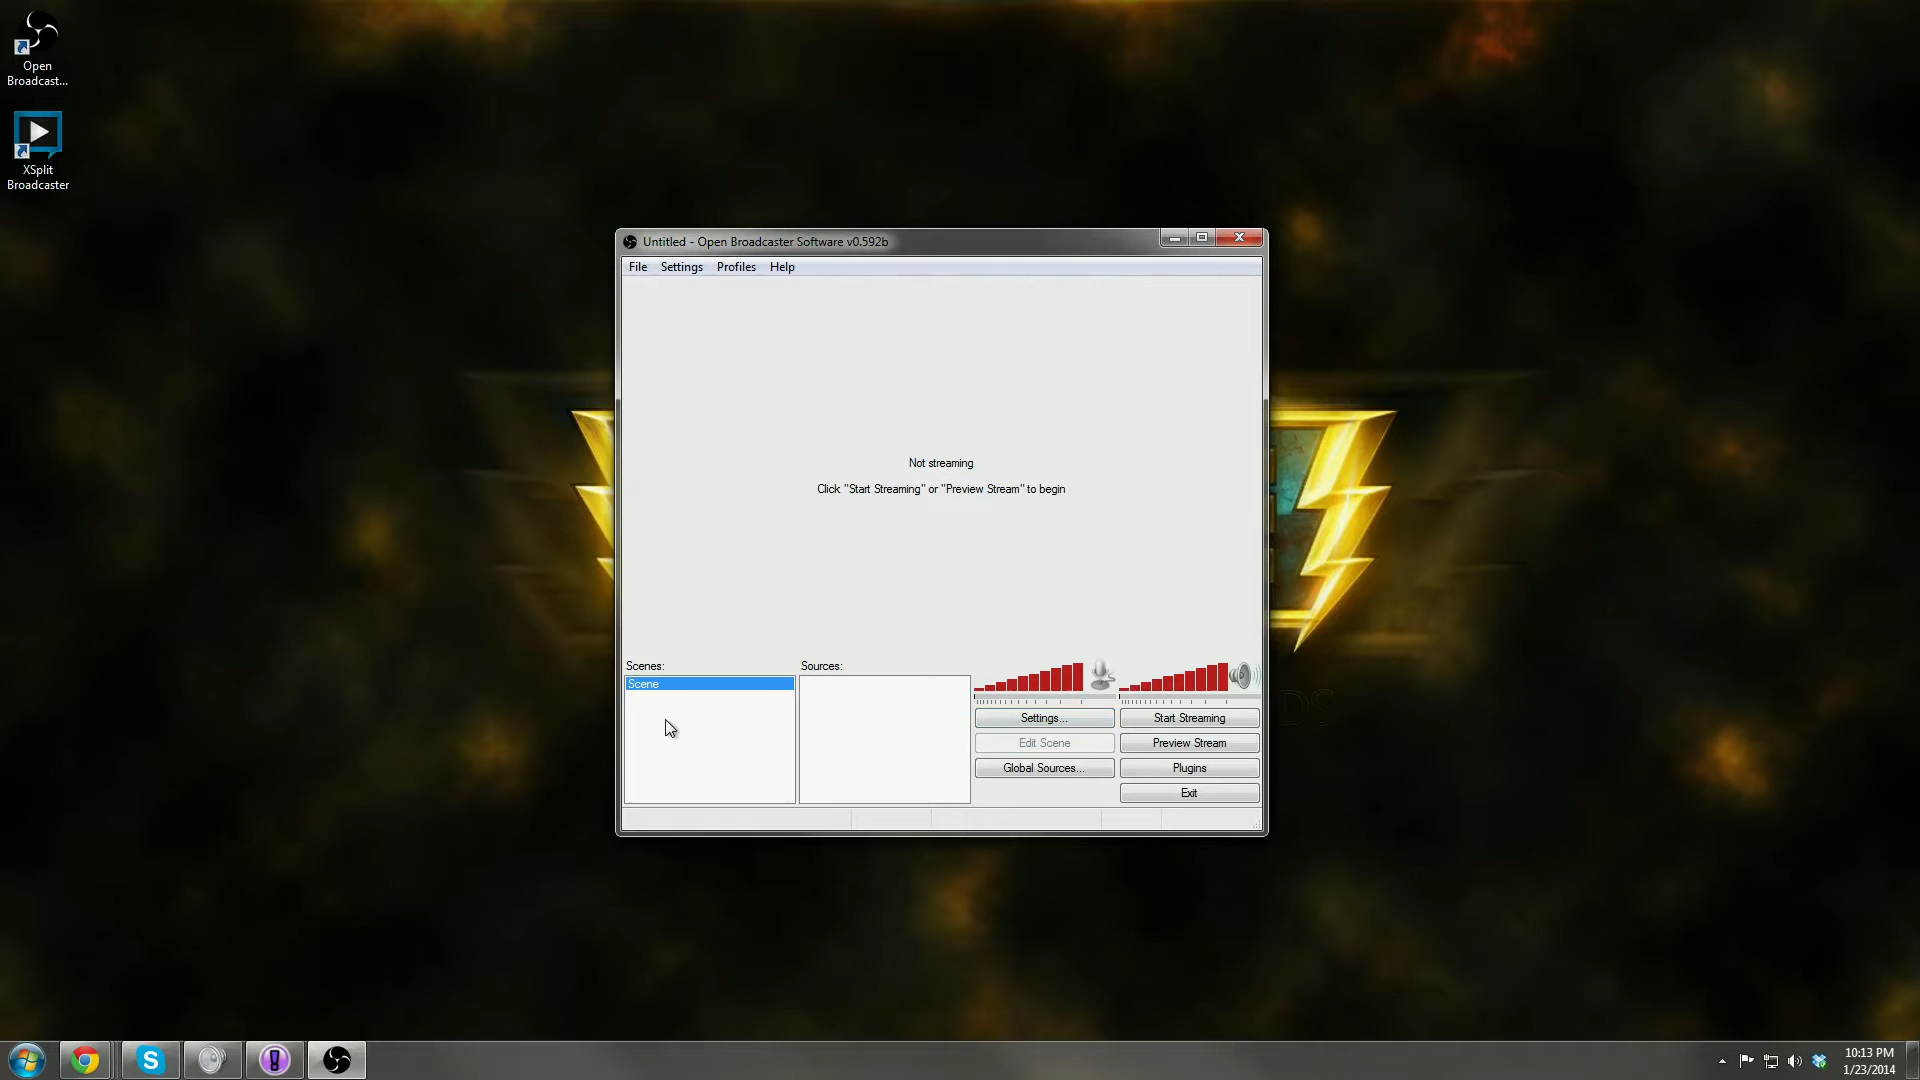 Open
Broadcast...
XSplit
Broadcaster
Untitled - Open Broadcaster Software v0.592b
File Settings Profiles Help
Not streaming
Click "Start Streaming" or "Preview Stream" to begin
Scenes: Sources:
Scene
Settings... Start Streaming
Edit Scene Preview Stream
Global Sources... Plugins
Exit
DS
10:13 PM
1/23/2014